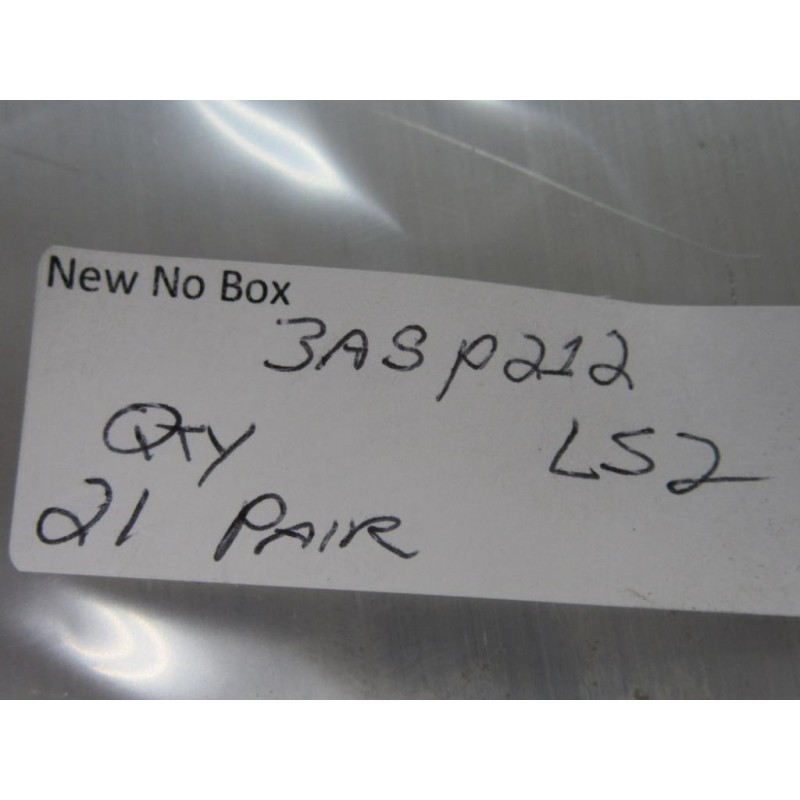 New No Box
3ASP212
QTY LS2
21 PAIR